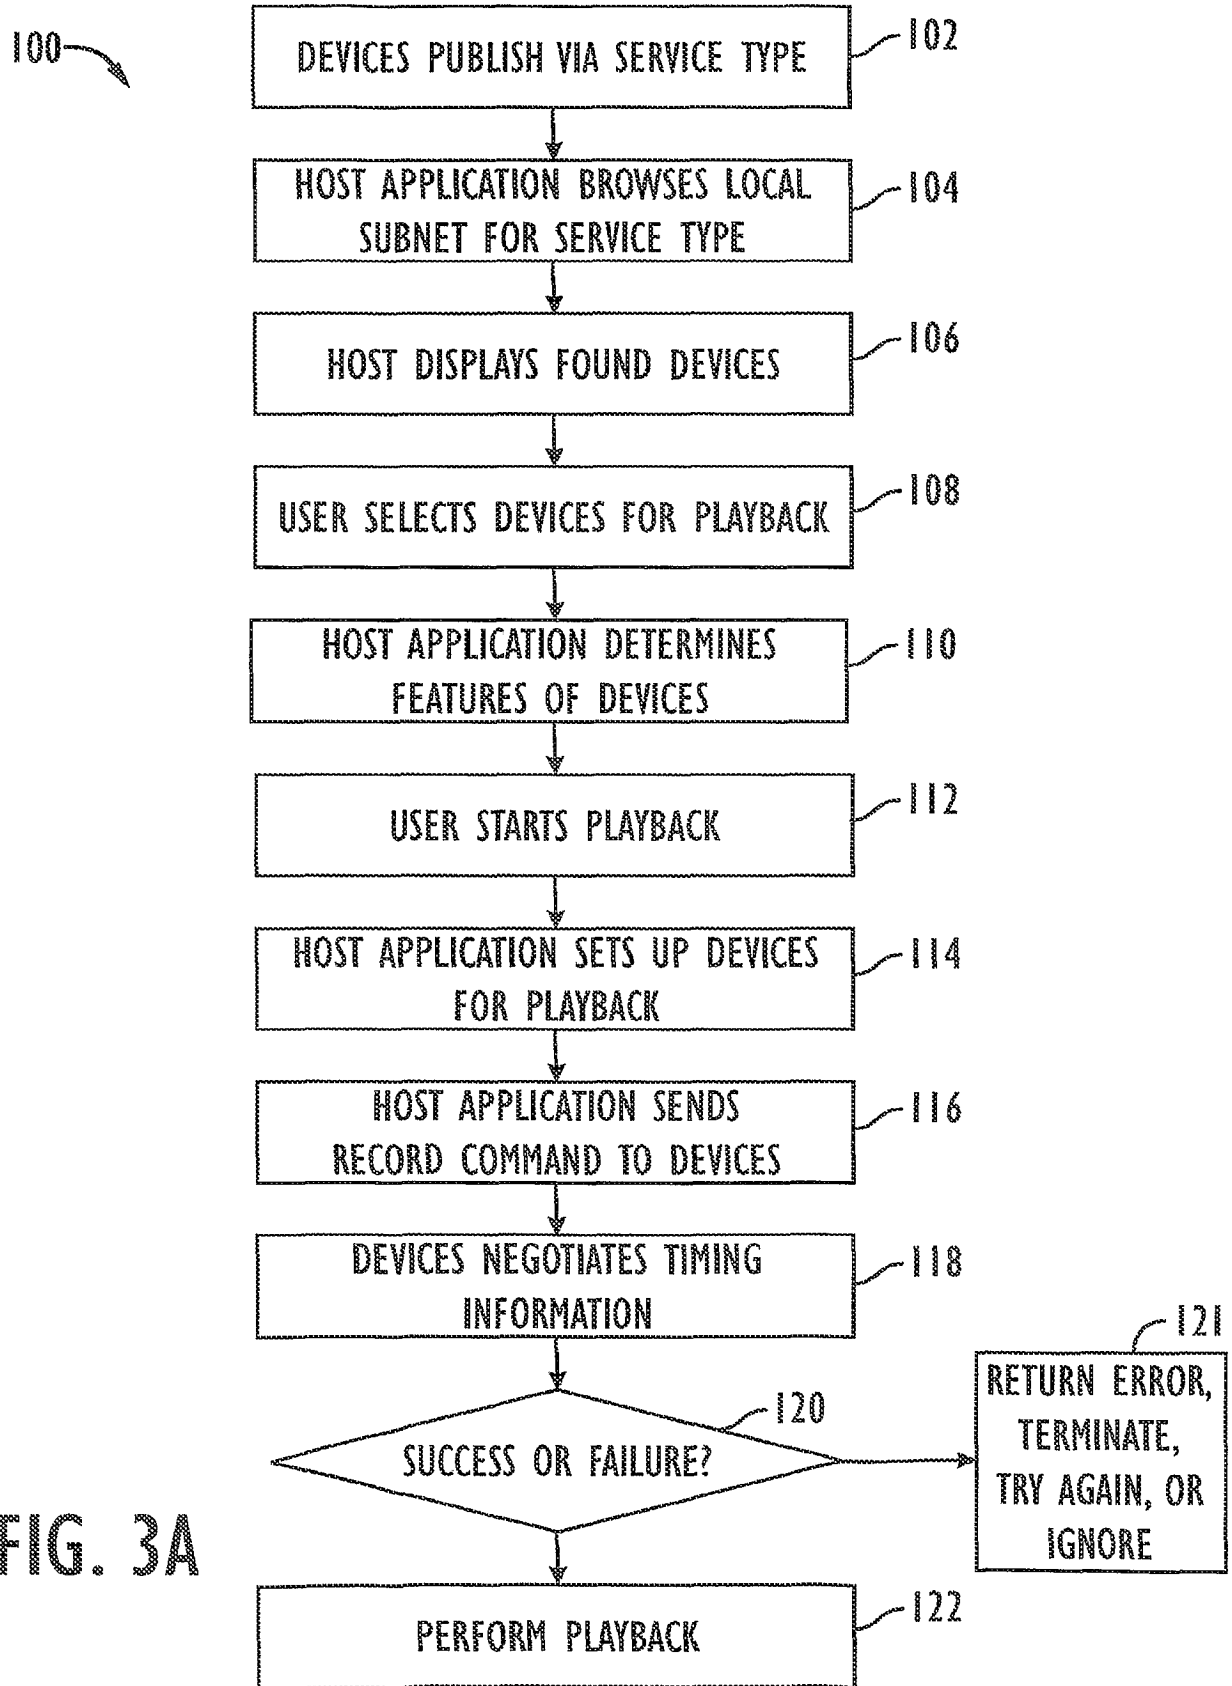 100
DEVICES PUBLISH VIA SERVICE TYPE
102
HOST APPLICATION BROWSES LOCAL
SUBNET FOR SERVICE TYPE
104
HOST DISPLAYS FOUND DEVICES
106
USER SELECTS DEVICES FOR PLAYBACK
108
HOST APPLICATION DETERMINES
FEATURES OF DEVICES
110
USER STARTS PLAYBACK
112
HOST APPLICATION SETS UP DEVICES
FOR PLAYBACK
114
HOST APPLICATION SENDS
RECORD COMMAND TO DEVICES
116
DEVICES NEGOTIATES TIMING
INFORMATION
118
SUCCESS OR FAILURE?
120
121
RETURN ERROR,
TERMINATE,
TRY AGAIN, OR
IGNORE
PERFORM PLAYBACK
122
FIG. 3A